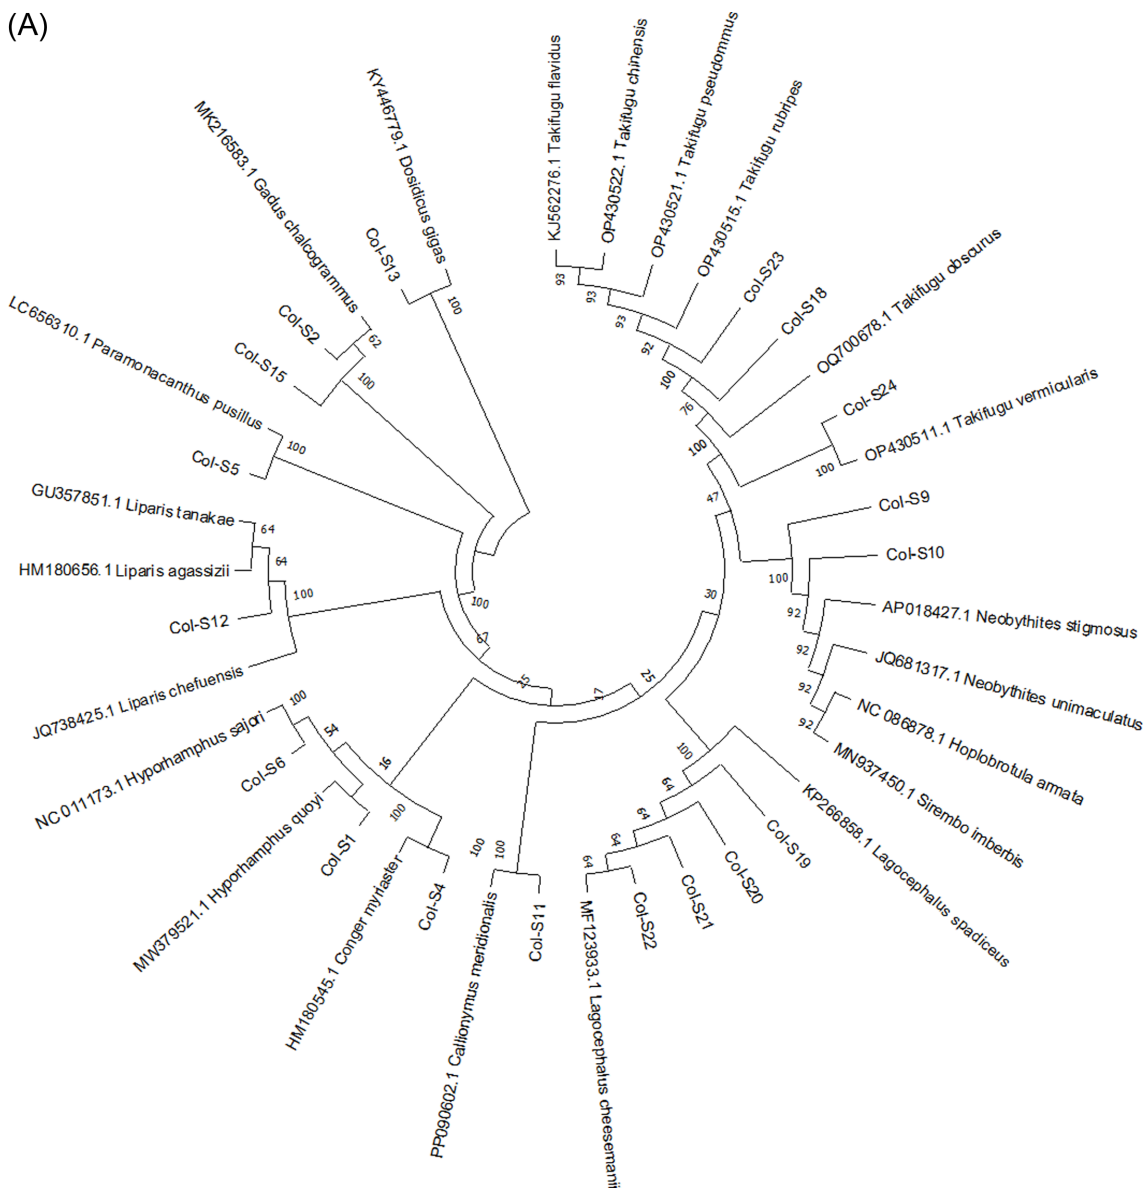 (A)
KJ562276.1 Takifugu flavidus
OP430522.1 Takifugu chinensis
OP430521.1 Takifugu pseudommus
OP430515.1 Takifugu rubripes
Col-S23
Col-S18
OQ700678.1 Takifugu obscurus
Col-S24
OP430511.1 Takifugu vermicularis
Col-S9
Col-S10
AP018427.1 Neobythites stigmosus
JQ681317.1 Neobythites unimaculatus
NC 086878.1 Hoplobrotula armata
MN937450.1 Sirembo imberbis
KP266858.1 Lagocephalus spadiceus
Col-S19
Col-S20
Col-S21
Col-S22
MF123933.1 Lagocephalus cheesemanii
Col-S11
PP090602.1 Callionymus meridionalis
Col-S4
HM180545.1 Conger myriaster
Col-S1
MW379521.1 Hyporhamphus quoyi
Col-S6
NC 011173.1 Hyporhamphus sajori
JQ738425.1 Liparis chefuensis
Col-S12
HM180656.1 Liparis agassizii
GU357851.1 Liparis tanakae
Col-S5
LC656310.1 Paramonacanthus pusillus
Col-S15
Col-S2
MK216583.1 Gadus chalcogrammus
Col-S13
KY446779.1 Dosidicus gigas
93
93
93
92
100
76
100
100
47
100
92
92
92
92
30
25
100
64
64
64
64
100
100
100
16
54
100
100
64
64
100
100
62
100
100
67
25